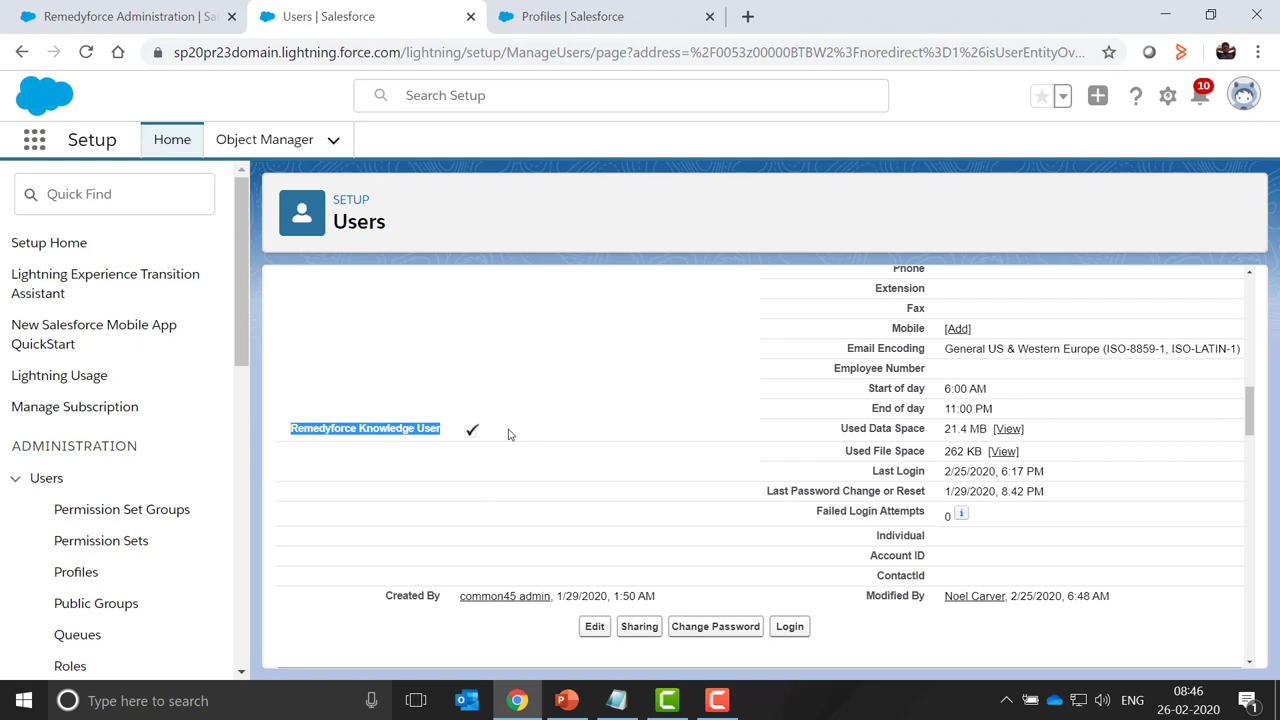 Remedyforce Administration | Sa
Users | Salesforce
Profiles | Salesforce
sp20pr23domain.lightning.force.com/lightning/setup/ManageUsers/page?address=%2F0053z00000BTBW2%3Fnoredirect%3D1%26isUserEntityOv...
Search Setup
10
Setup
Home
Object Manager
Quick Find
Setup Home
Lightning Experience Transition
Assistant
New Salesforce Mobile App
QuickStart
Lightning Usage
Manage Subscription
ADMINISTRATION
Users
Permission Set Groups
Permission Sets
Profiles
Public Groups
Queues
Roles
SETUP
Users
Phone
Extension
Fax
Mobile [Add]
Email Encoding General US & Western Europe (ISO-8859-1, ISO-LATIN-1)
Employee Number
Start of day 6:00 AM
End of day 11:00 PM
Remedyforce Knowledge User ✓ Used Data Space 21.4 MB [View]
Used File Space 262 KB [View]
Last Login 2/25/2020, 6:17 PM
Last Password Change or Reset 1/29/2020, 8:42 PM
Failed Login Attempts 0 i
Individual
Account ID
ContactId
Created By common45 admin, 1/29/2020, 1:50 AM Modified By Noel Carver, 2/25/2020, 6:48 AM
Edit Sharing Change Password Login
Type here to search
ENG
08:46
26-02-2020
1